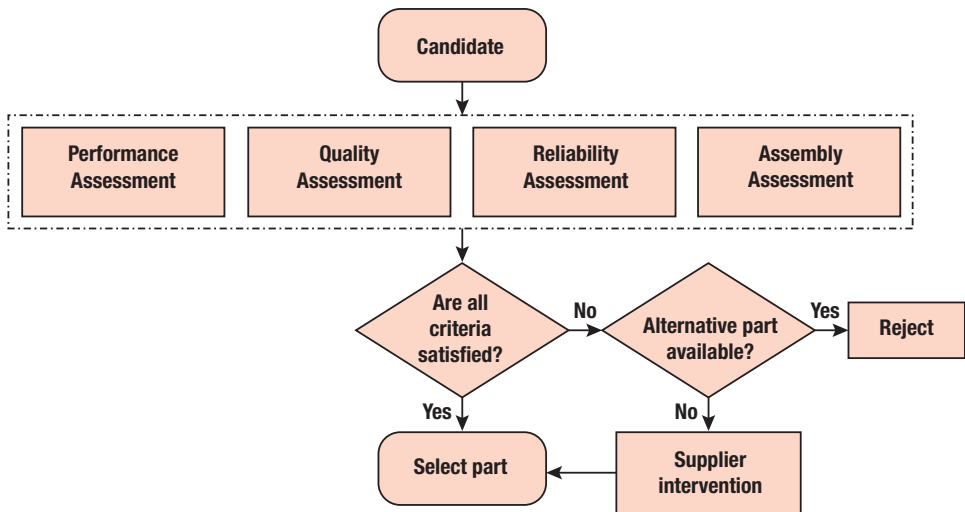 Candidate
Performance
Assessment
Quality
Assessment
Reliability
Assessment
Assembly
Assessment
Are all
criteria
satisfied?
No
Alternative part
available?
Yes
Reject
Yes
No
Select part
Supplier
intervention